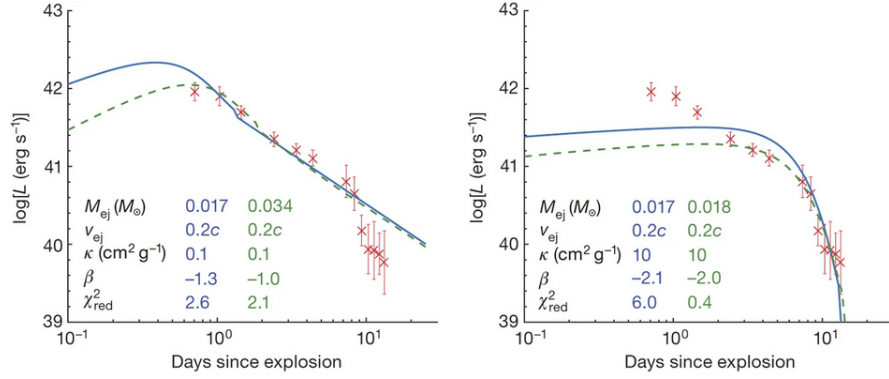 43
42
41
40
39
log[L (erg s⁻¹)]
M_ej (M_⊙) 0.017 0.034
v_ej 0.2c 0.2c
κ (cm² g⁻¹) 0.1 0.1
β –1.3 –1.0
χ²_red 2.6 2.1
10⁻¹ 10⁰ 10¹
Days since explosion
43
42
41
40
39
log[L (erg s⁻¹)]
M_ej (M_⊙) 0.017 0.018
v_ej 0.2c 0.2c
κ (cm² g⁻¹) 10 10
β –2.1 –2.0
χ²_red 6.0 0.4
10⁻¹ 10⁰ 10¹
Days since explosion